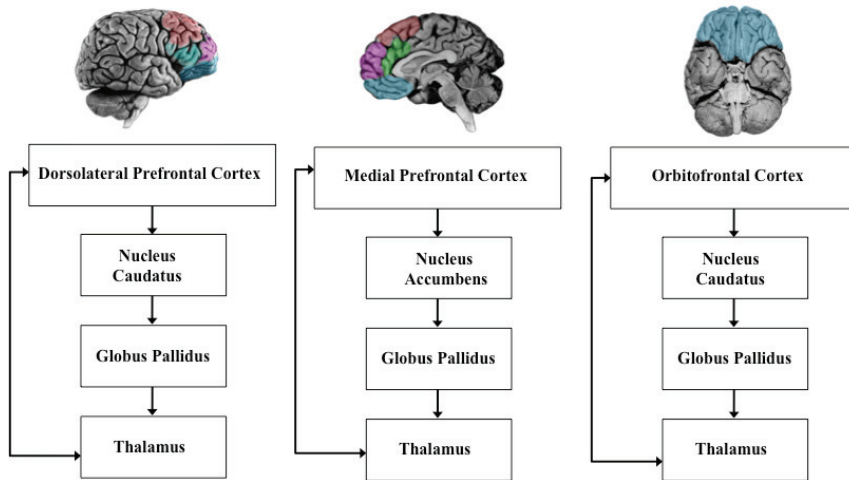 Dorsolateral Prefrontal Cortex
Nucleus
Caudatus
Globus Pallidus
Thalamus
Medial Prefrontal Cortex
Nucleus
Accumbens
Globus Pallidus
Thalamus
Orbitofrontal Cortex
Nucleus
Caudatus
Globus Pallidus
Thalamus